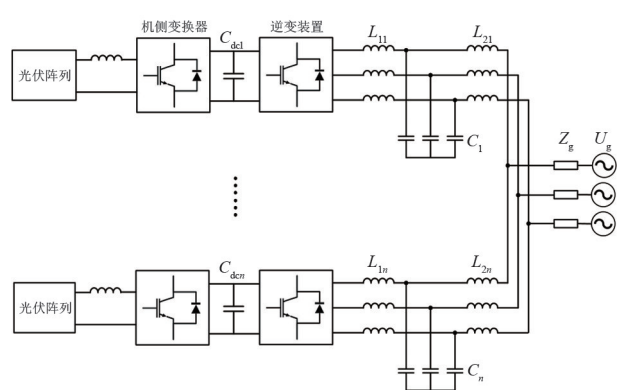 机侧变换器
C_dc1
逆变装置
L_11
L_21
光伏阵列
C_1
Z_g
U_g
......
C_dcn
L_1n
L_2n
光伏阵列
C_n